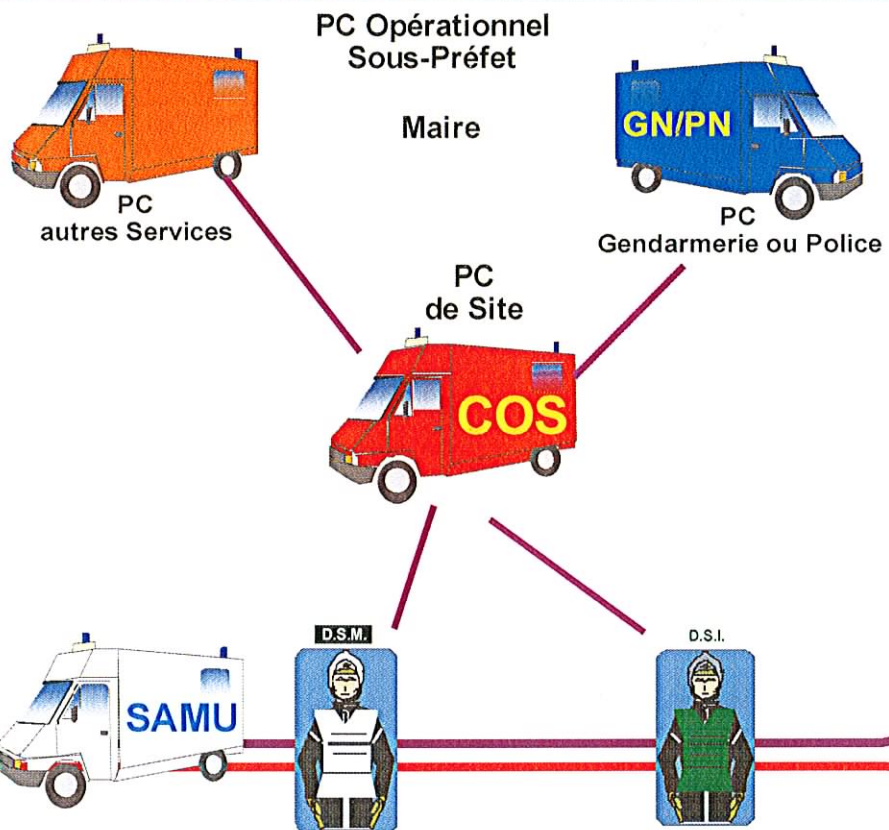 PC Opérationnel
Sous-Préfet
Maire
GN/PN
PC
autres Services
PC
Gendarmerie ou Police
PC
de Site
COS
D.S.M.
D.S.I.
SAMU